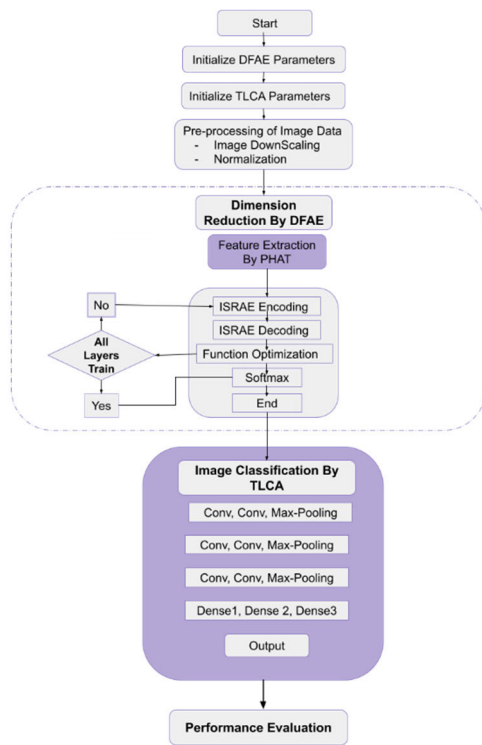 Start
Initialize DFAE Parameters
Initialize TLCA Parameters
Pre-processing of Image Data
- Image DownScaling
- Normalization
Dimension
Reduction By DFAE
Feature Extraction
By PHAT
No
ISRAE Encoding
ISRAE Decoding
All
Layers
Train
Function Optimization
Softmax
Yes
End
Image Classification By
TLCA
Conv, Conv, Max-Pooling
Conv, Conv, Max-Pooling
Conv, Conv, Max-Pooling
Dense1, Dense 2, Dense3
Output
Performance Evaluation